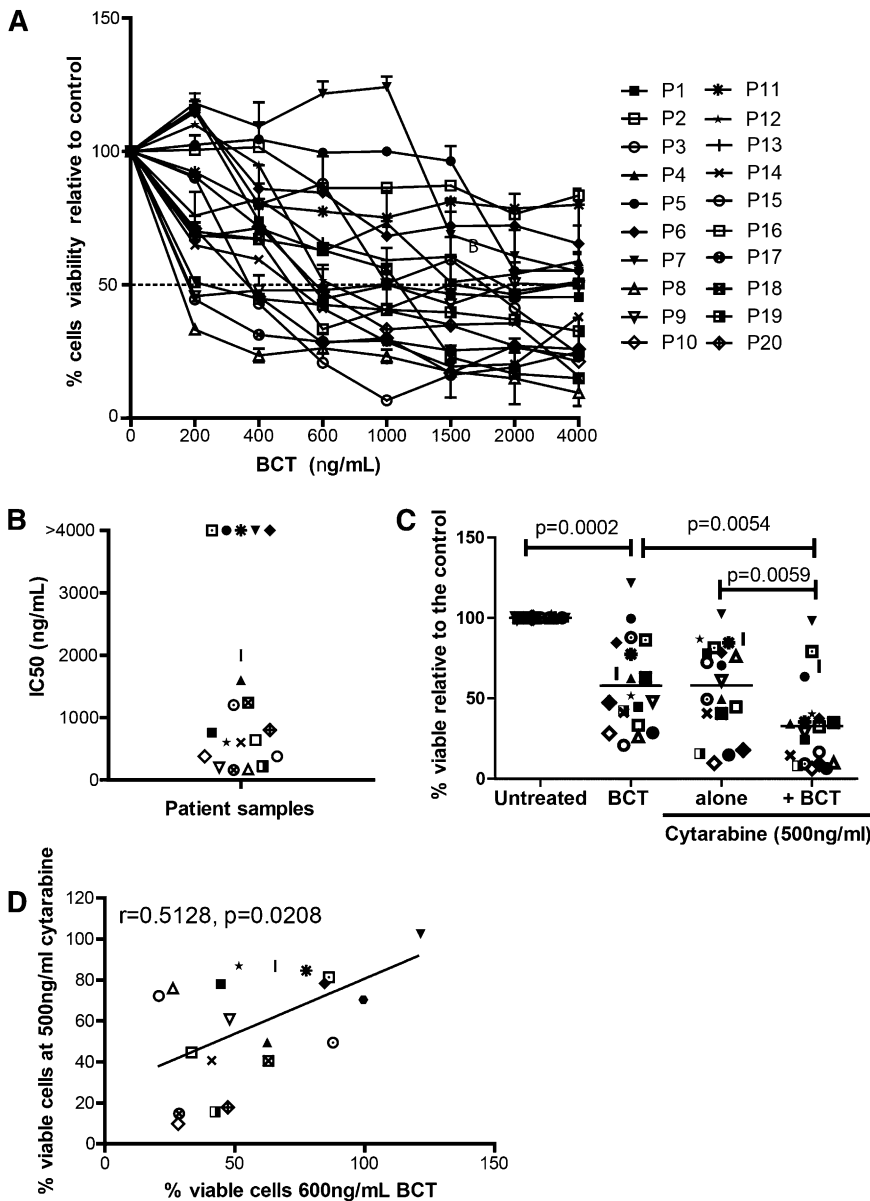 A
% cells viability relative to control
150
100
50
0
B
0 200 400 600 1000 1500 2000 4000
BCT (ng/mL)
P1 P11
P2 P12
P3 P13
P4 P14
P5 P15
P6 P16
P7 P17
P8 P18
P9 P19
P10 P20
B
IC50 (ng/mL)
>4000
3000
2000
1000
0
Patient samples
C
% viable relative to the control
150
100
50
0
p=0.0002
p=0.0054
p=0.0059
Untreated BCT alone + BCT
Cytarabine (500ng/ml)
D
% viable cells at 500ng/ml cytarabine
120
100
80
60
40
20
0
r=0.5128, p=0.0208
0 50 100 150
% viable cells 600ng/mL BCT